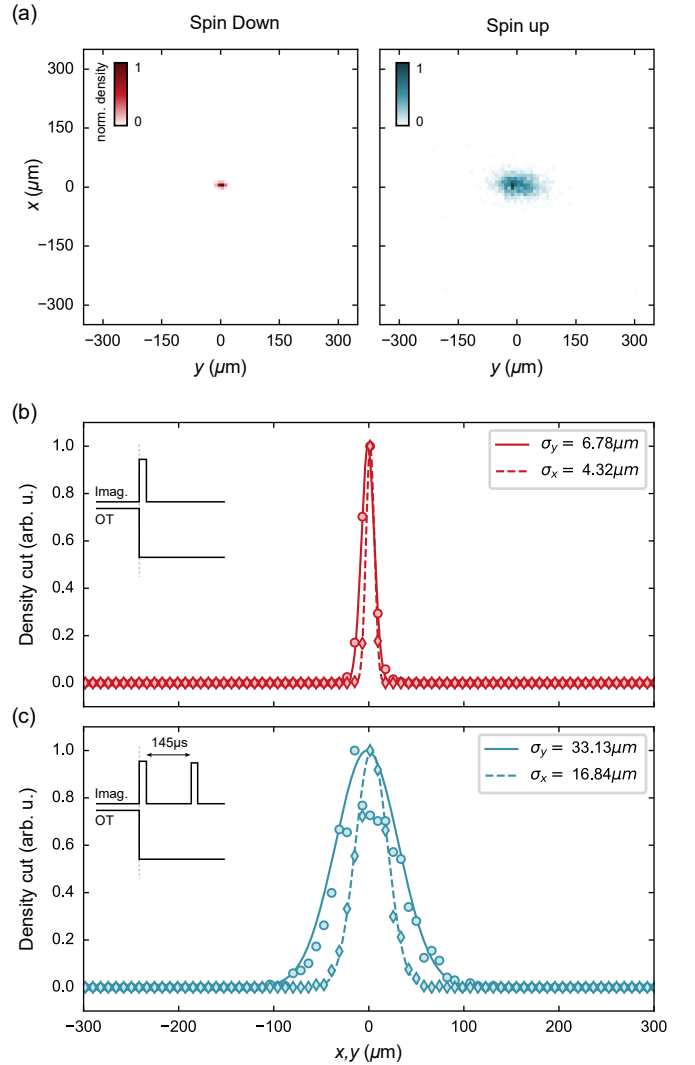 (a)
Spin Down
Spin up
norm. density
1
0
1
0
x (μm)
300
150
0
−150
−300
−300
−150
0
150
300
−300
−150
0
150
300
y (μm)
y (μm)
(b)
Density cut (arb. u.)
1.0
0.8
0.6
0.4
0.2
0.0
Imag.
OT
σy = 6.78μm
σx = 4.32μm
(c)
Density cut (arb. u.)
1.0
0.8
0.6
0.4
0.2
0.0
145μs
Imag.
OT
σy = 33.13μm
σx = 16.84μm
−300
−200
−100
0
100
200
300
x,y (μm)